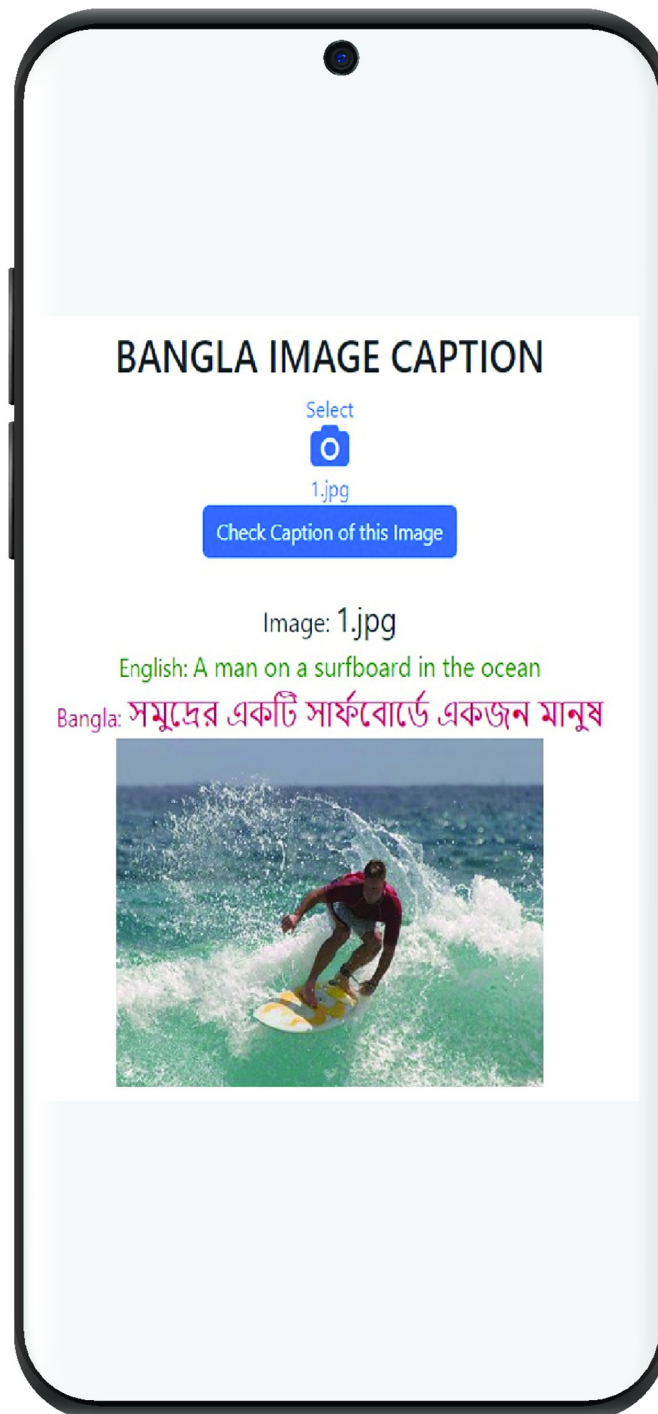 BANGLA IMAGE CAPTION
Select
1.jpg
Check Caption of this Image
Image: 1.jpg
English: A man on a surfboard in the ocean
Bangla: সমুদ্রের একটি সার্ফবোর্ডে একজন মানুষ